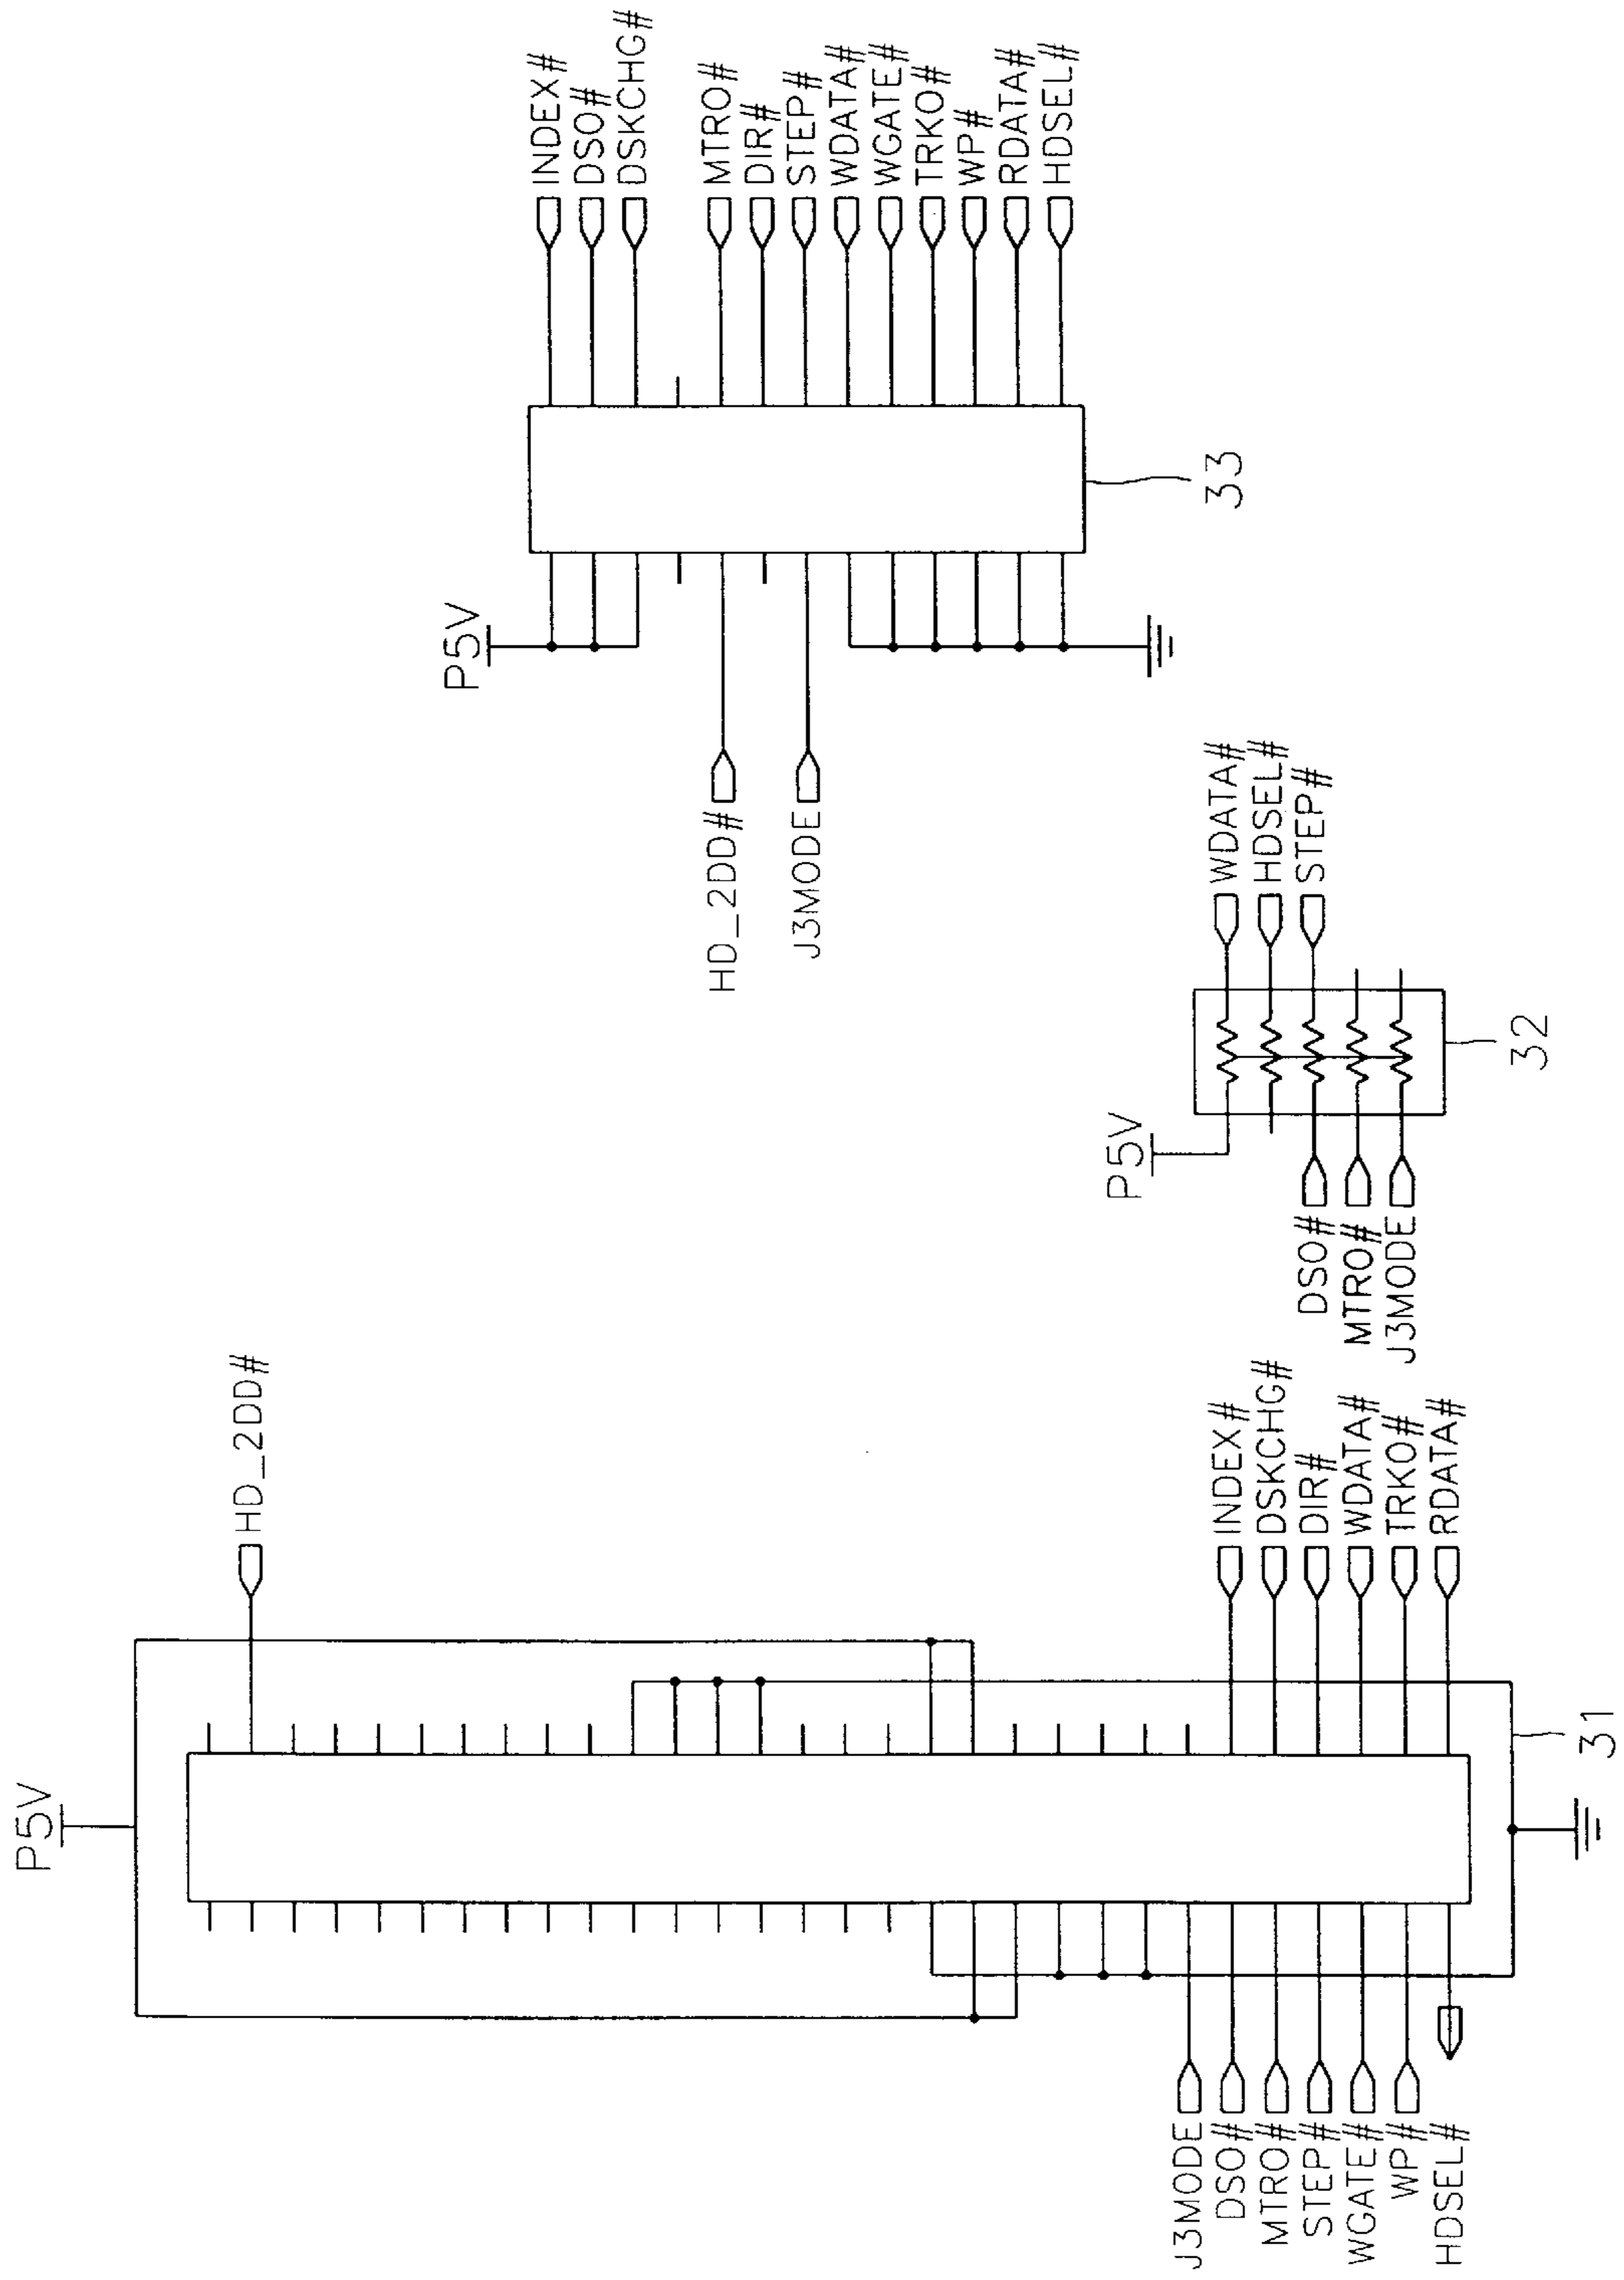 P5V
HD_2DD#
INDEX#
DSKCHG#
DIR#
WDATA#
TRKO#
RDATA#
J3MODE
DSO#
MTRO#
STEP#
WGATE#
WP#
HDSEL#
31
P5V
WDATA#
HDSEL#
STEP#
DSO#
MTRO#
J3MODE
32
P5V
HD_2DD#
J3MODE
INDEX#
DSO#
DSKCHG#
MTRO#
DIR#
STEP#
WDATA#
WGATE#
TRKO#
WP#
RDATA#
HDSEL#
33